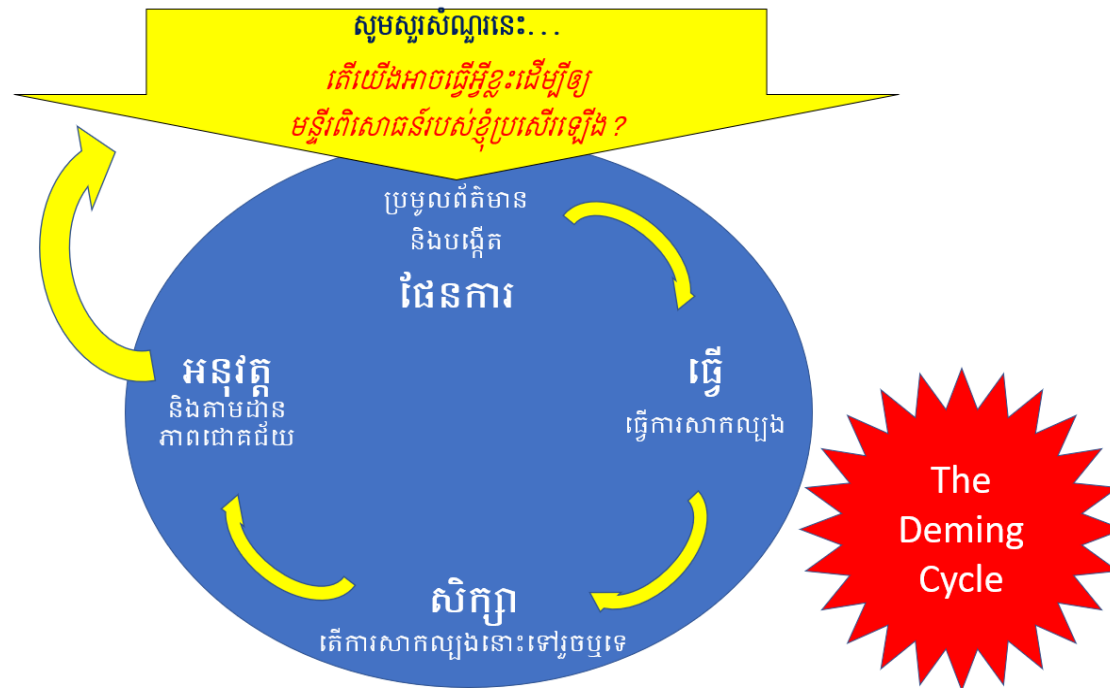 សូមសួរសំណួរនេះ...
តើយើងអាចធ្វើអ្វីខ្លះដើម្បីឲ្យ
មន្ទីរពិសោធន៍របស់ខ្ញុំប្រសើរឡើង ?
ប្រមូលព័ត៌មាន
និងបង្កើត
ផែនការ
ធ្វើ
ធ្វើការសាកល្បង
សិក្សា
តើការសាកល្បងនោះទៅរួចឬទេ
អនុវត្ត
និងតាមដាន
ភាពជោគជ័យ
The
Deming
Cycle